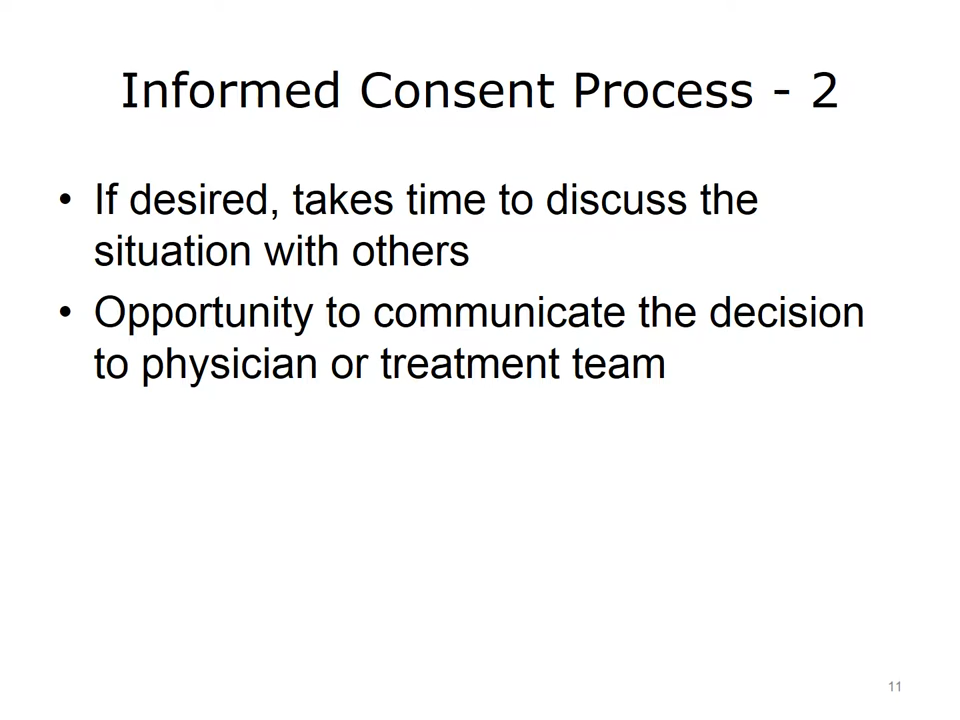 Informed Consent Process - 2
• If desired, takes time to discuss the
situation with others
• Opportunity to communicate the decision
to physician or treatment team
11